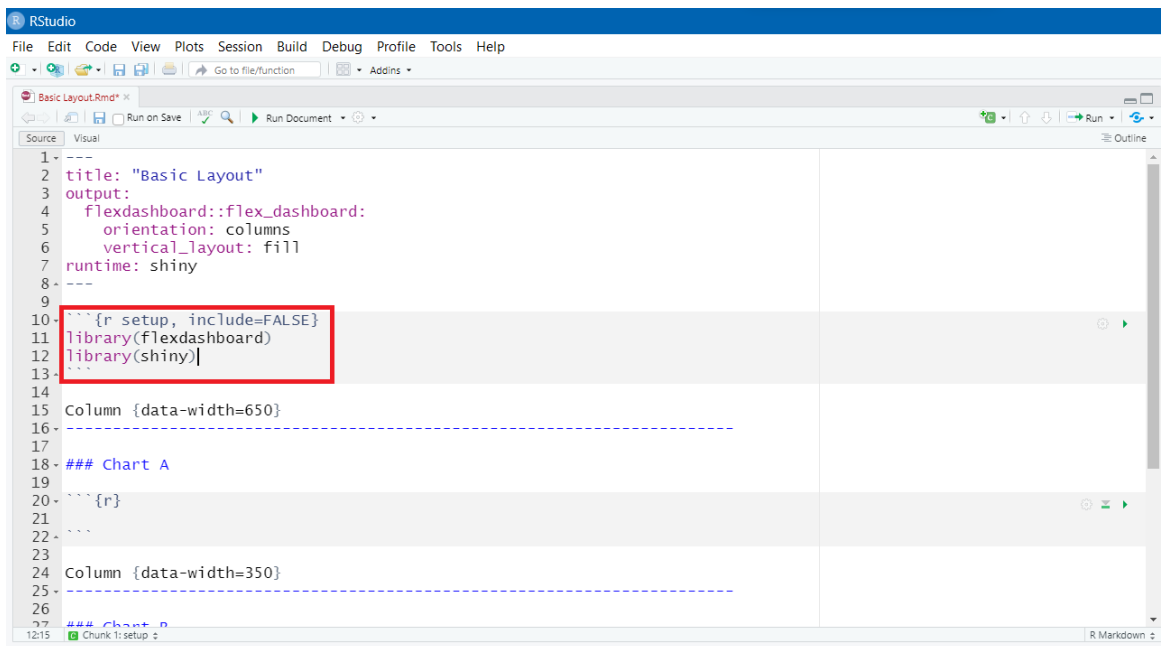 R RStudio
File Edit Code View Plots Session Build Debug Profile Tools Help
Go to file/function Addins
Basic Layout.Rmd* ×
Run on Save ABC Run Document
Run
Source Visual Outline
1 ---
2 title: "Basic Layout"
3 output:
4   flexdashboard::flex_dashboard:
5     orientation: columns
6     vertical_layout: fill
7 runtime: shiny
8 ---
9
10 ```{r setup, include=FALSE}
11 library(flexdashboard)
12 library(shiny)
13 ```
14
15 Column {data-width=650}
16 -----------------------------------------------------------------------
17
18 ### Chart A
19
20 ```{r}
21
22 ```
23
24 Column {data-width=350}
25 -----------------------------------------------------------------------
26
27 ### Chart B
12:15 C Chunk 1: setup R Markdown